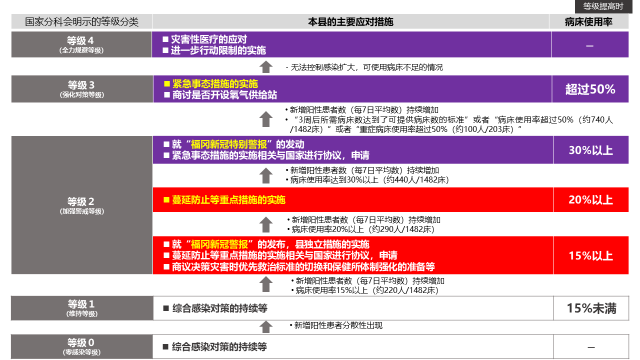 等级提高时
国家分科会明示的等级分类
本县的主要应对措施
病床使用率
等级 4
(全力规避等级)
■ 灾害性医疗的应对
■ 进一步行动限制的实施
－
- 无法控制感染扩大，可使用病床不足的情况
等级 3
(强化对策等级)
■ 紧急事态措施的实施
■ 商讨是否开设氧气供给站
超过50%
• 新增阳性患者数（每7日平均数）持续增加
• “3周后所需病床数达到了可提供病床数的标准”或者“病床使用率超过50%（约740人
/1482床）”或者“重症病床使用率超过50%（约100人/203床）”
等级 2
(加强警戒等级)
■ 就“福冈新冠特别警报”的发动
■ 紧急事态措施的实施相关与国家进行协议，申请
30%以上
• 新增阳性患者数（每7日平均数）持续增加
• 病床使用率达到30%以上（约440人/1482床）
■ 蔓延防止等重点措施的实施
20%以上
• 新增阳性患者数（每7日平均数）持续增加
• 病床使用率20%以上（约290人/1482床）
■ 就“福冈新冠警报”的发布，县独立措施的实施
■ 蔓延防止等重点措施的实施相关与国家进行协议，申请
■ 商议决策灾害时优先救治标准的切换和保健所体制强化的准备等
15%以上
• 新增阳性患者数（每7日平均数）持续增加
• 病床使用率15%以上（约220人/1482床）
等级 1
(维持等级)
■ 综合感染对策的持续等
15%未满
• 新增阳性患者分散性出现
等级 0
(零感染等级)
■ 综合感染对策的持续等
－